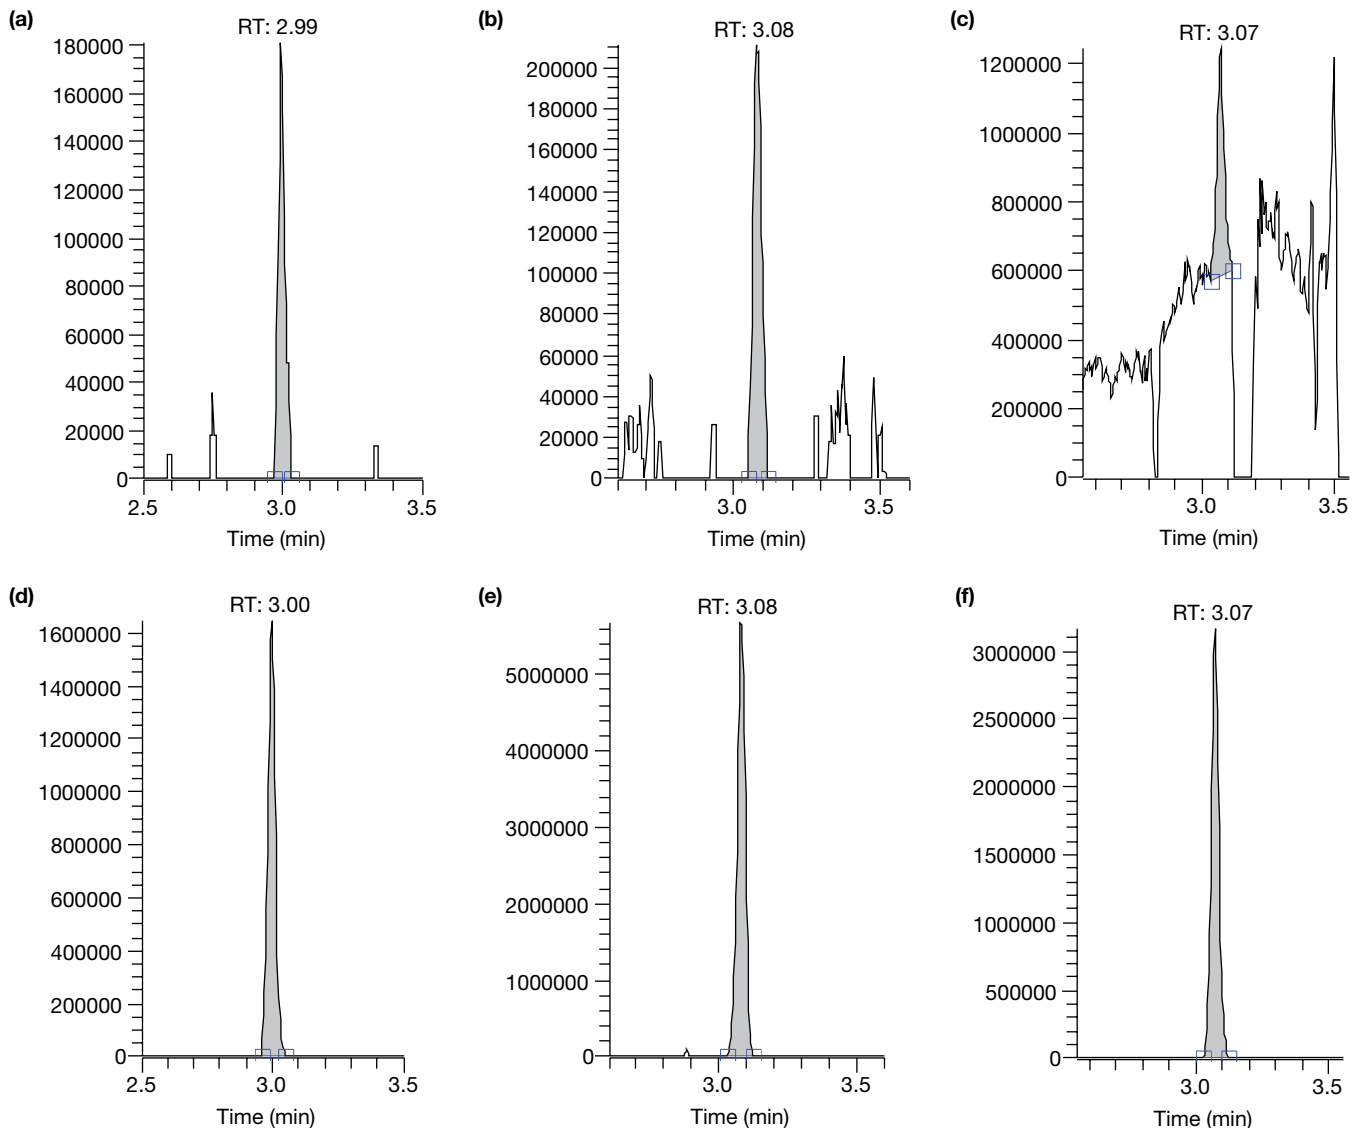 (a)
RT: 2.99
180000
160000
140000
120000
100000
80000
60000
40000
20000
0
2.5 3.0 3.5
Time (min)
(b)
RT: 3.08
200000
180000
160000
140000
120000
100000
80000
60000
40000
20000
0
3.0 3.5
Time (min)
(c)
RT: 3.07
1200000
1000000
800000
600000
400000
200000
0
3.0 3.5
Time (min)
(d)
RT: 3.00
1600000
1400000
1200000
1000000
800000
600000
400000
200000
0
2.5 3.0 3.5
Time (min)
(e)
RT: 3.08
5000000
4000000
3000000
2000000
1000000
0
3.0 3.5
Time (min)
(f)
RT: 3.07
3000000
2500000
2000000
1500000
1000000
500000
0
3.0 3.5
Time (min)